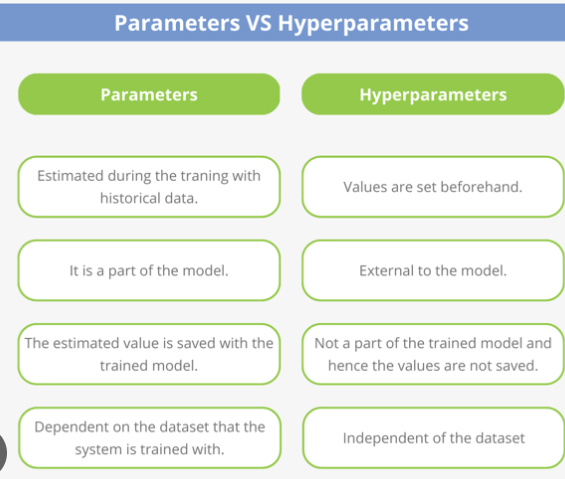 Parameters VS Hyperparameters
Parameters
Hyperparameters
Estimated during the traning with
historical data.
Values are set beforehand.
It is a part of the model.
External to the model.
The estimated value is saved with the
trained model.
Not a part of the trained model and
hence the values are not saved.
Dependent on the dataset that the
system is trained with.
Independent of the dataset